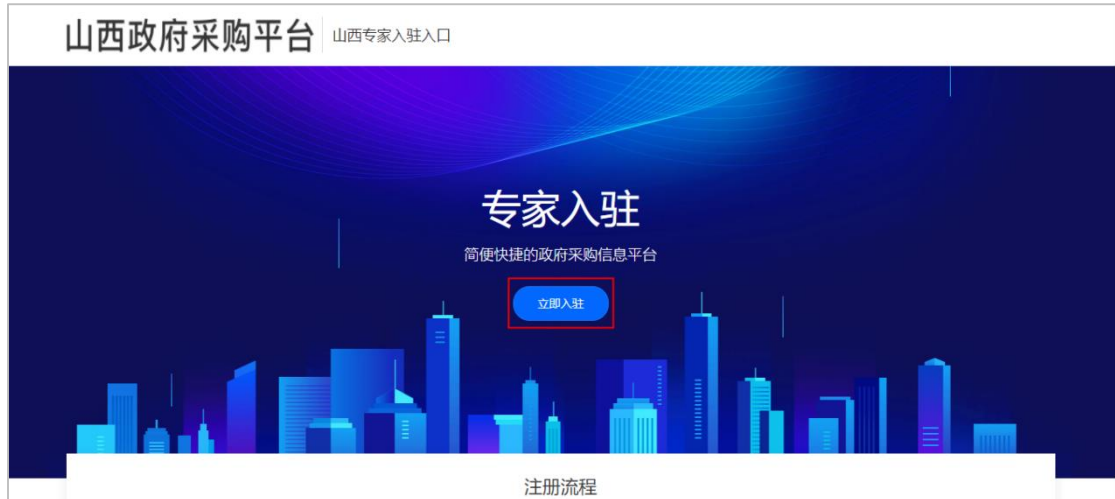 山西政府采购平台 山西专家入驻入口
专家入驻
简便快捷的政府采购信息平台
立即入驻
注册流程